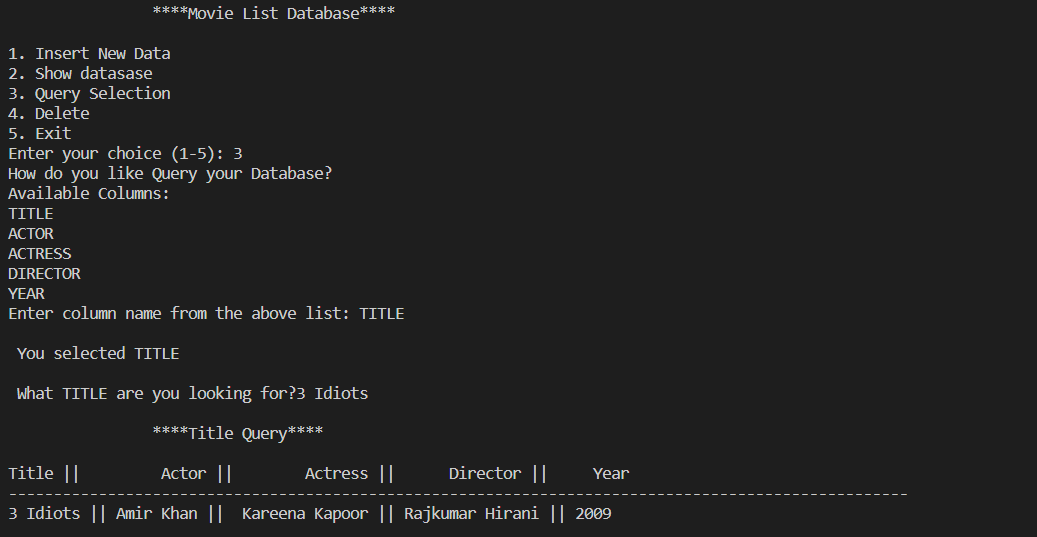 ****Movie List Database****
1. Insert New Data
2. Show datasase
3. Query Selection
4. Delete
5. Exit
Enter your choice (1-5): 3
How do you like Query your Database?
Available Columns:
TITLE
ACTOR
ACTRESS
DIRECTOR
YEAR
Enter column name from the above list: TITLE
You selected TITLE
What TITLE are you looking for?3 Idiots
****Title Query****
Title ||         Actor ||        Actress ||      Director ||     Year
----------------------------------------------------------------------------------------------------
3 Idiots || Amir Khan ||  Kareena Kapoor || Rajkumar Hirani || 2009